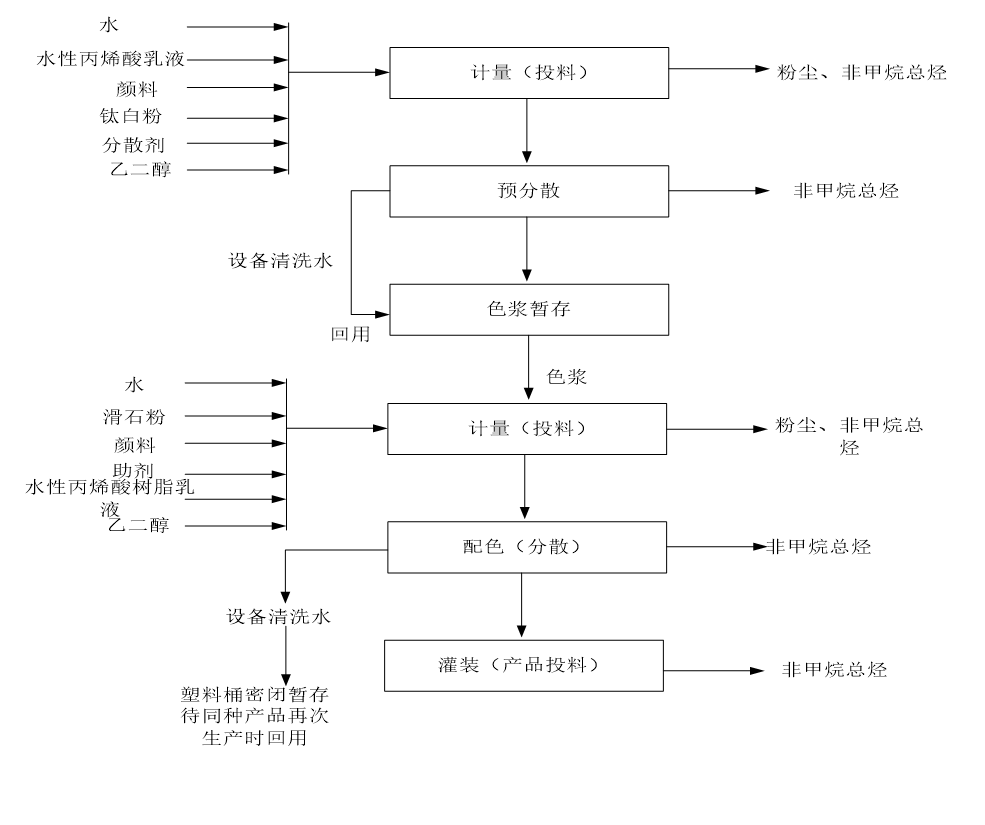 水
水性丙烯酸乳液
颜料
钛白粉
分散剂
乙二醇
计量（投料）
粉尘、非甲烷总烃
预分散
非甲烷总烃
设备清洗水
回用
色浆暂存
色浆
水
滑石粉
颜料
助剂
水性丙烯酸树脂乳
液
乙二醇
计量（投料）
粉尘、非甲烷总
烃
配色（分散）
非甲烷总烃
设备清洗水
塑料桶密闭暂存
待同种产品再次
生产时回用
灌装（产品投料）
非甲烷总烃